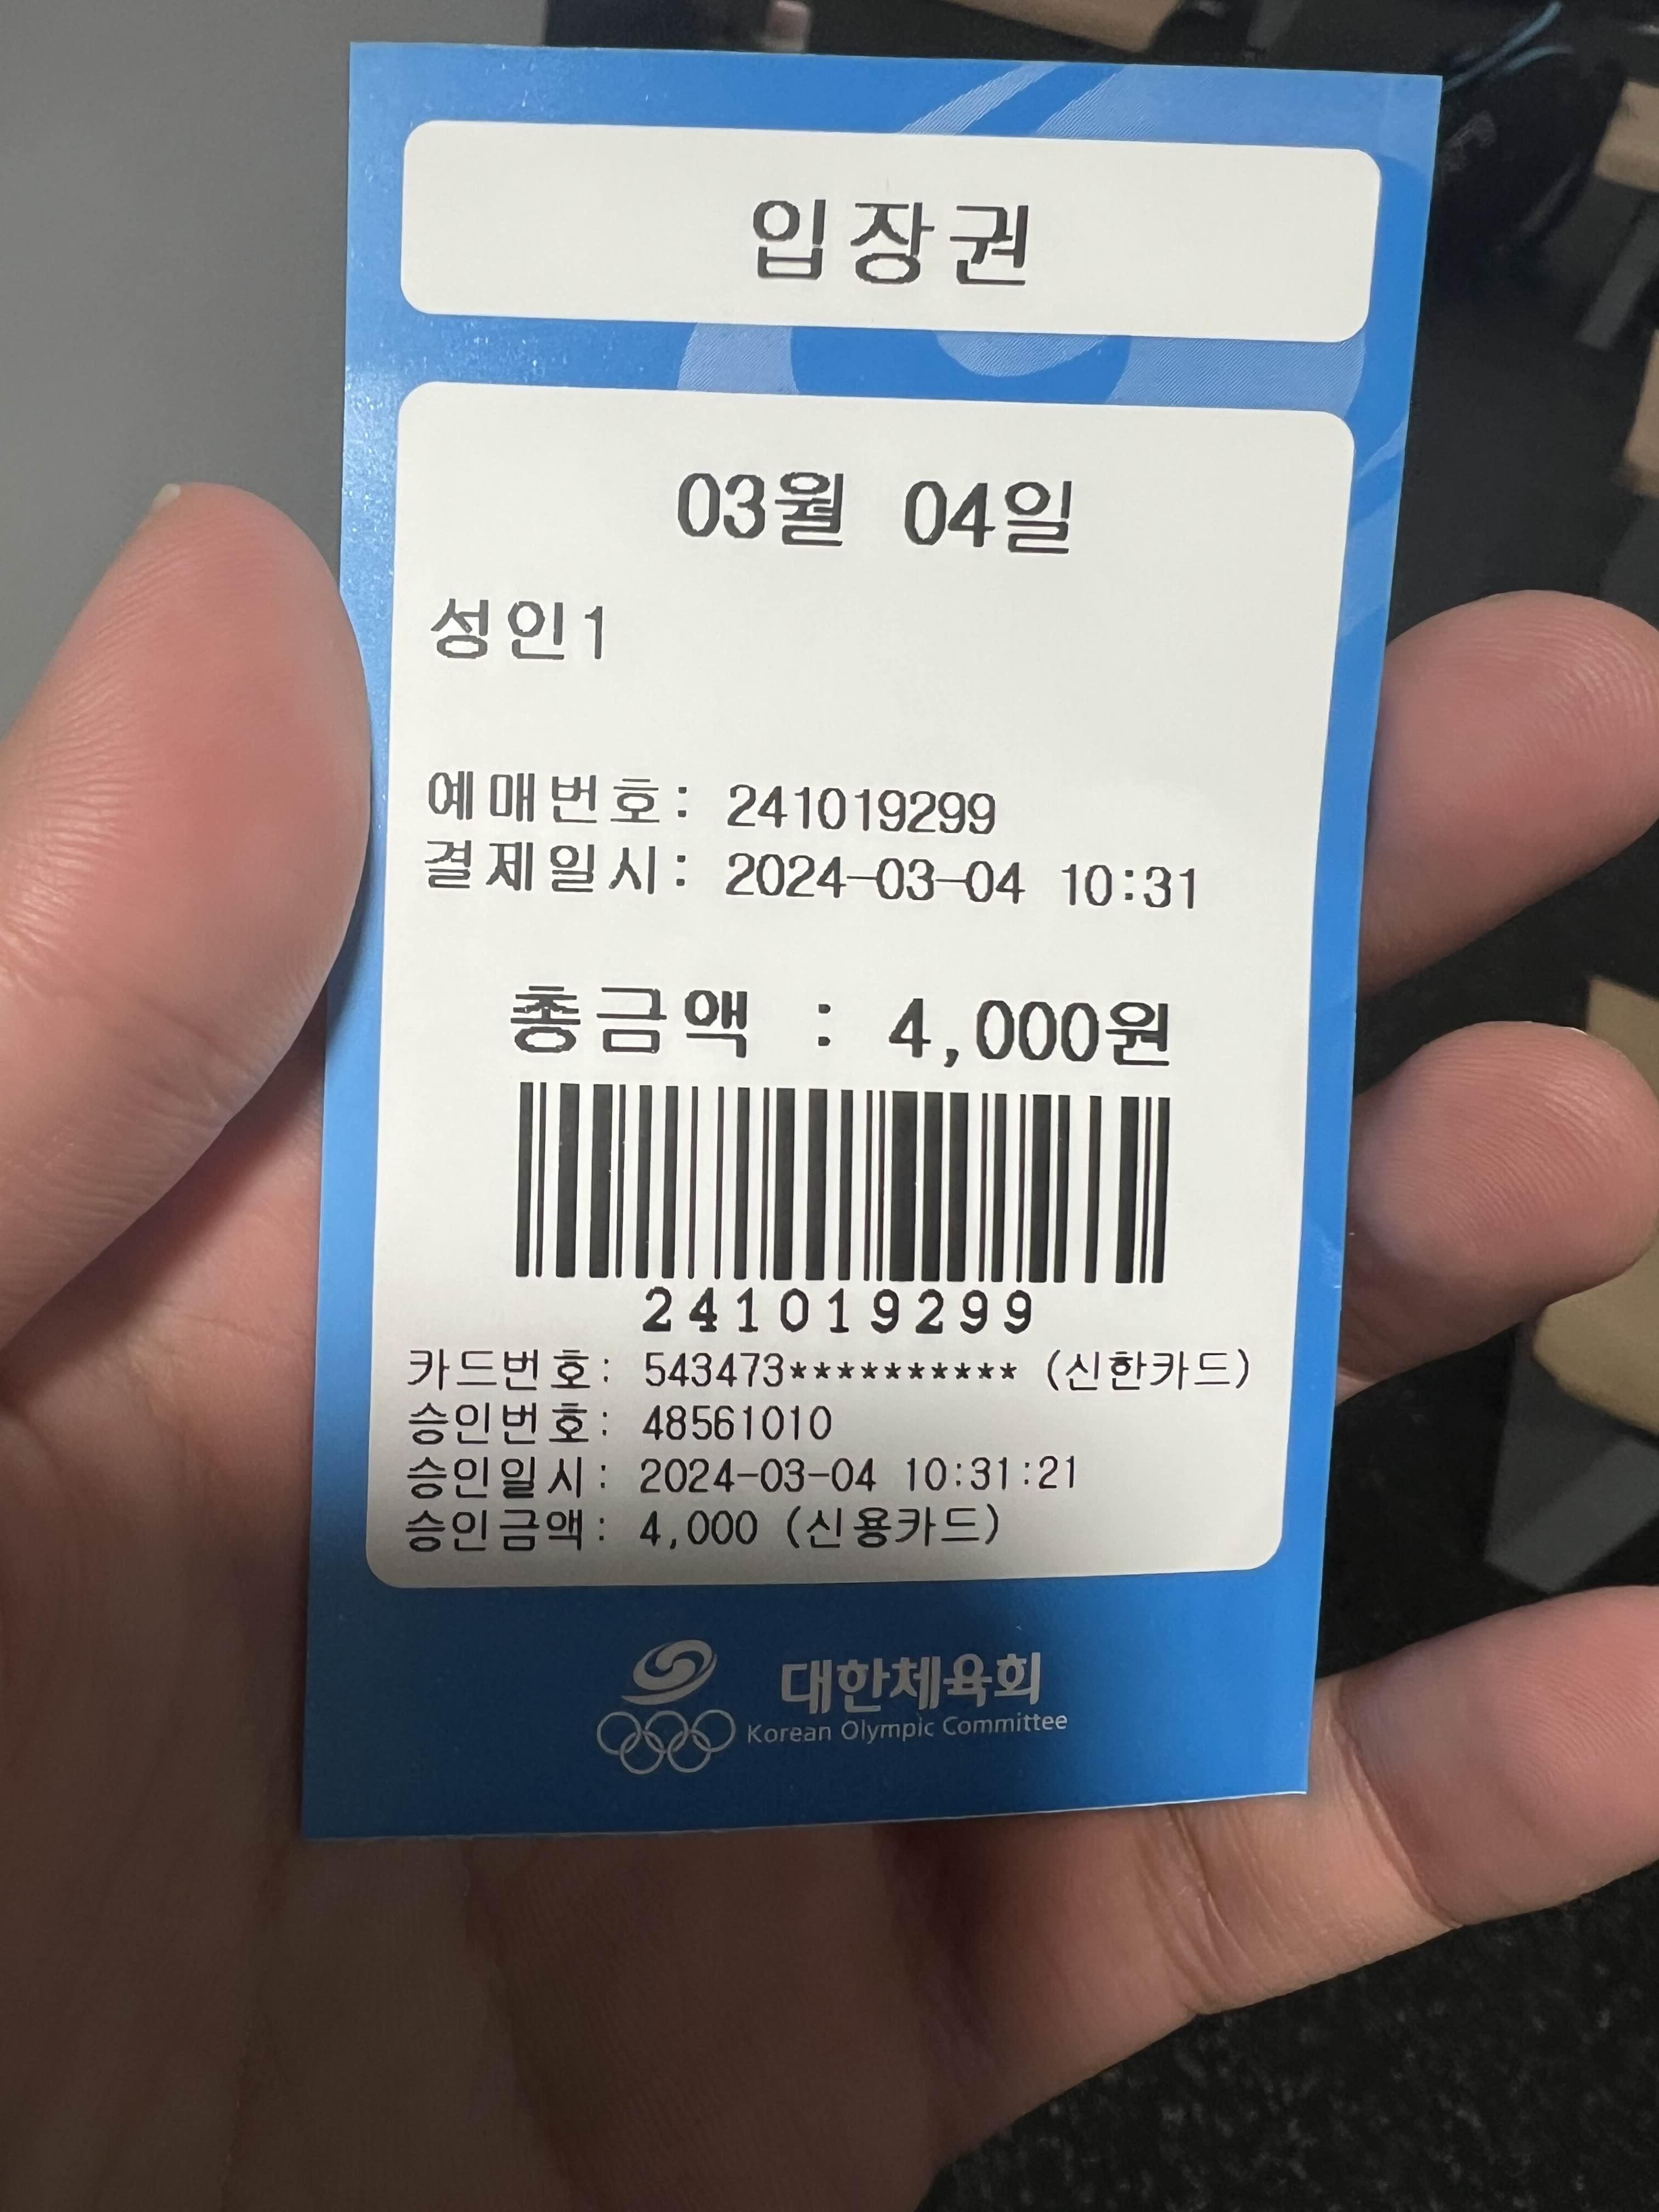 입장권
03월 04일
성인1
예매번호: 241019299
결제일시: 2024-03-04 10:31
총금액 : 4,000원
241019299
카드번호: 543473********** (신한카드)
승인번호: 48561010
승인일시: 2024-03-04 10:31:21
승인금액: 4,000 (신용카드)
대한체육회
Korean Olympic Committee